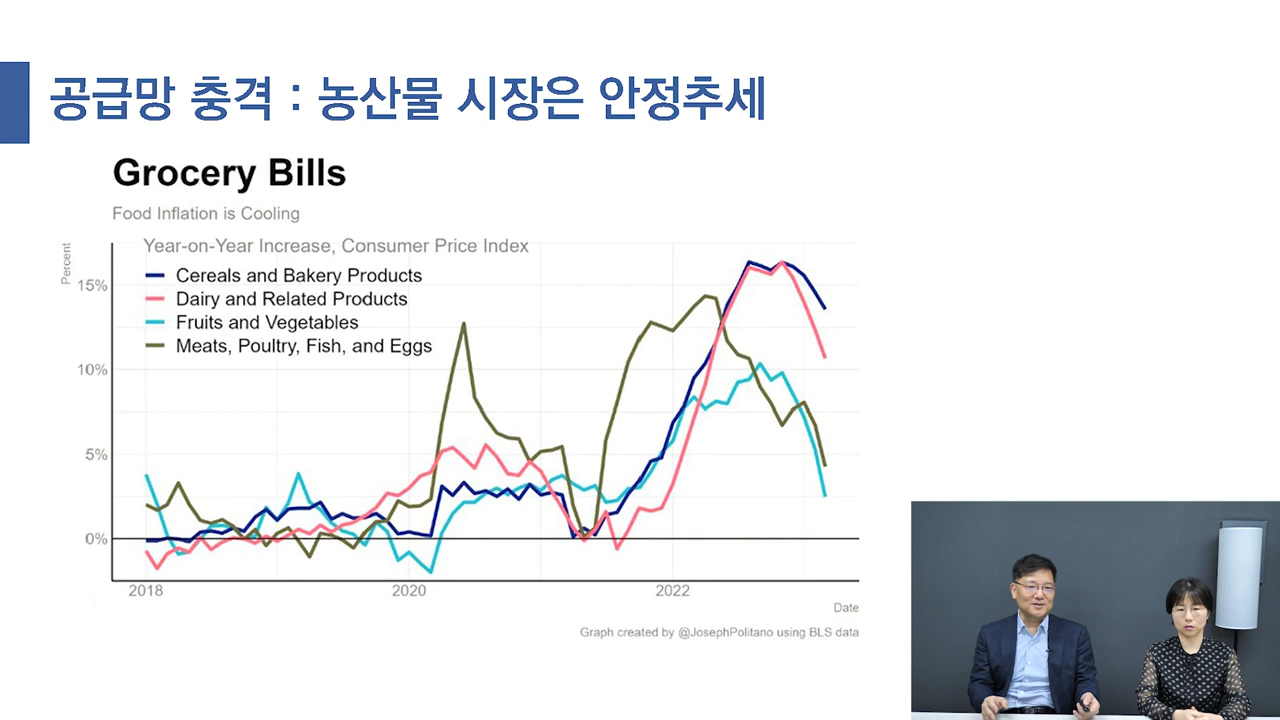 공급망 충격 : 농산물 시장은 안정추세
Grocery Bills
Food Inflation is Cooling
Year-on-Year Increase, Consumer Price Index
Percent
Cereals and Bakery Products
Dairy and Related Products
Fruits and Vegetables
Meats, Poultry, Fish, and Eggs
15%
10%
5%
0%
2018 2020 2022
Date
Graph created by @JosephPolitano using BLS data